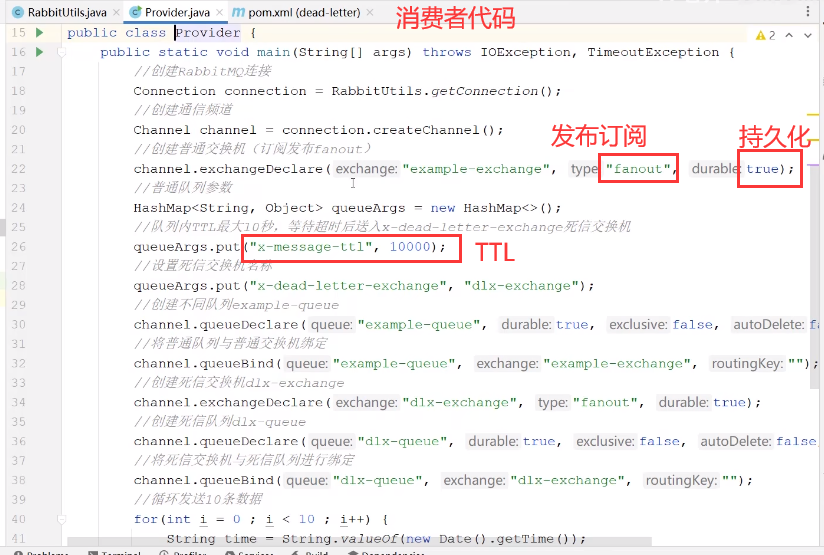 RabbitUtils.java × Provider.java × pom.xml (dead-letter) ×
消费者代码
15 public class Provider { 2
16 public static void main(String[] args) throws IOException, TimeoutException {
17 //创建RabbitMQ连接
18 Connection connection = RabbitUtils.getConnection();
19 //创建通信频道
20 Channel channel = connection.createChannel();
发布订阅 持久化
21 //创建普通交换机（订阅发布fanout）
22 channel.exchangeDeclare( exchange: "example-exchange", type: "fanout", durable: true);
23 //普通队列参数
24 HashMap<String, Object> queueArgs = new HashMap<>();
25 //队列内TTL最大10秒，等待超时后送入x-dead-letter-exchange死信交换机
26 queueArgs.put("x-message-ttl", 10000); TTL
27 //设置死信交换机名称
28 queueArgs.put("x-dead-letter-exchange", "dlx-exchange");
29 //创建不同队列example-queue
30 channel.queueDeclare( queue: "example-queue", durable: true, exclusive: false, autoDelete: fa
31 //将普通队列与普通交换机绑定
32 channel.queueBind( queue: "example-queue", exchange: "example-exchange", routingKey: "");
33 //创建死信交换机dlx-exchange
34 channel.exchangeDeclare( exchange: "dlx-exchange", type: "fanout", durable: true);
35 //创建死信队列dlx-queue
36 channel.queueDeclare( queue: "dlx-queue", durable: true, exclusive: false, autoDelete: false
37 //将死信交换机与死信队列进行绑定
38 channel.queueBind( queue: "dlx-queue", exchange: "dlx-exchange", routingKey: "");
39 //循环发送10条数据
40 for(int i = 0 ; i < 10 ; i++) {
41 String time = String.valueOf(new Date().getTime());
Problems Terminal Profiler Services Build Dependencies